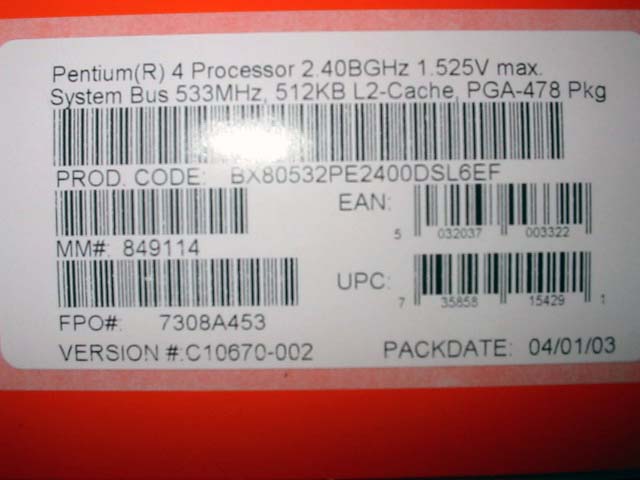 Pentium(R) 4 Processor 2.40BGHz 1.525V max.
System Bus 533MHz, 512KB L2-Cache, PGA-478 Pkg
PROD. CODE: BX80532PE2400DSL6EF
EAN:
5 032037 003322
MM#: 849114
UPC:
7 35858 15429 1
FPO#: 7308A453
VERSION #:C10670-002 PACKDATE: 04/01/03